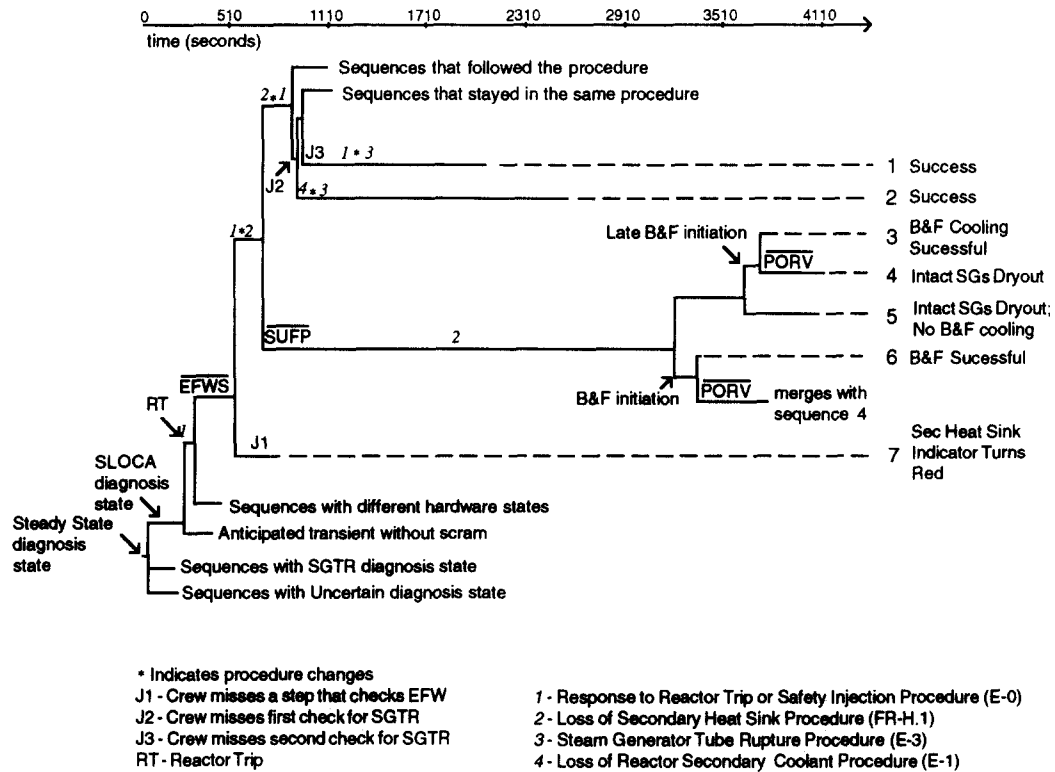 0 510 1110 1710 2310 2910 3510 4110
time (seconds)
Sequences that followed the procedure
2*1
Sequences that stayed in the same procedure
J3 1*3
J2
1 Success
4*3
2 Success
1*2
Late B&F initiation
3 B&F Cooling
Sucessful
PORV
4 Intact SGs Dryout
5 Intact SGs Dryout;
No B&F cooling
SUFP
2
6 B&F Sucessful
EFWS
B&F initiation
PORV
merges with
sequence 4
RT
1
J1
7 Sec Heat Sink
Indicator Turns
Red
SLOCA
diagnosis
state
Sequences with different hardware states
Steady State
diagnosis
state
Anticipated transient without scram
Sequences with SGTR diagnosis state
Sequences with Uncertain diagnosis state
* Indicates procedure changes
J1 - Crew misses a step that checks EFW
J2 - Crew misses first check for SGTR
J3 - Crew misses second check for SGTR
RT - Reactor Trip
1 - Response to Reactor Trip or Safety Injection Procedure (E-0)
2 - Loss of Secondary Heat Sink Procedure (FR-H.1)
3 - Steam Generator Tube Rupture Procedure (E-3)
4 - Loss of Reactor Secondary Coolant Procedure (E-1)